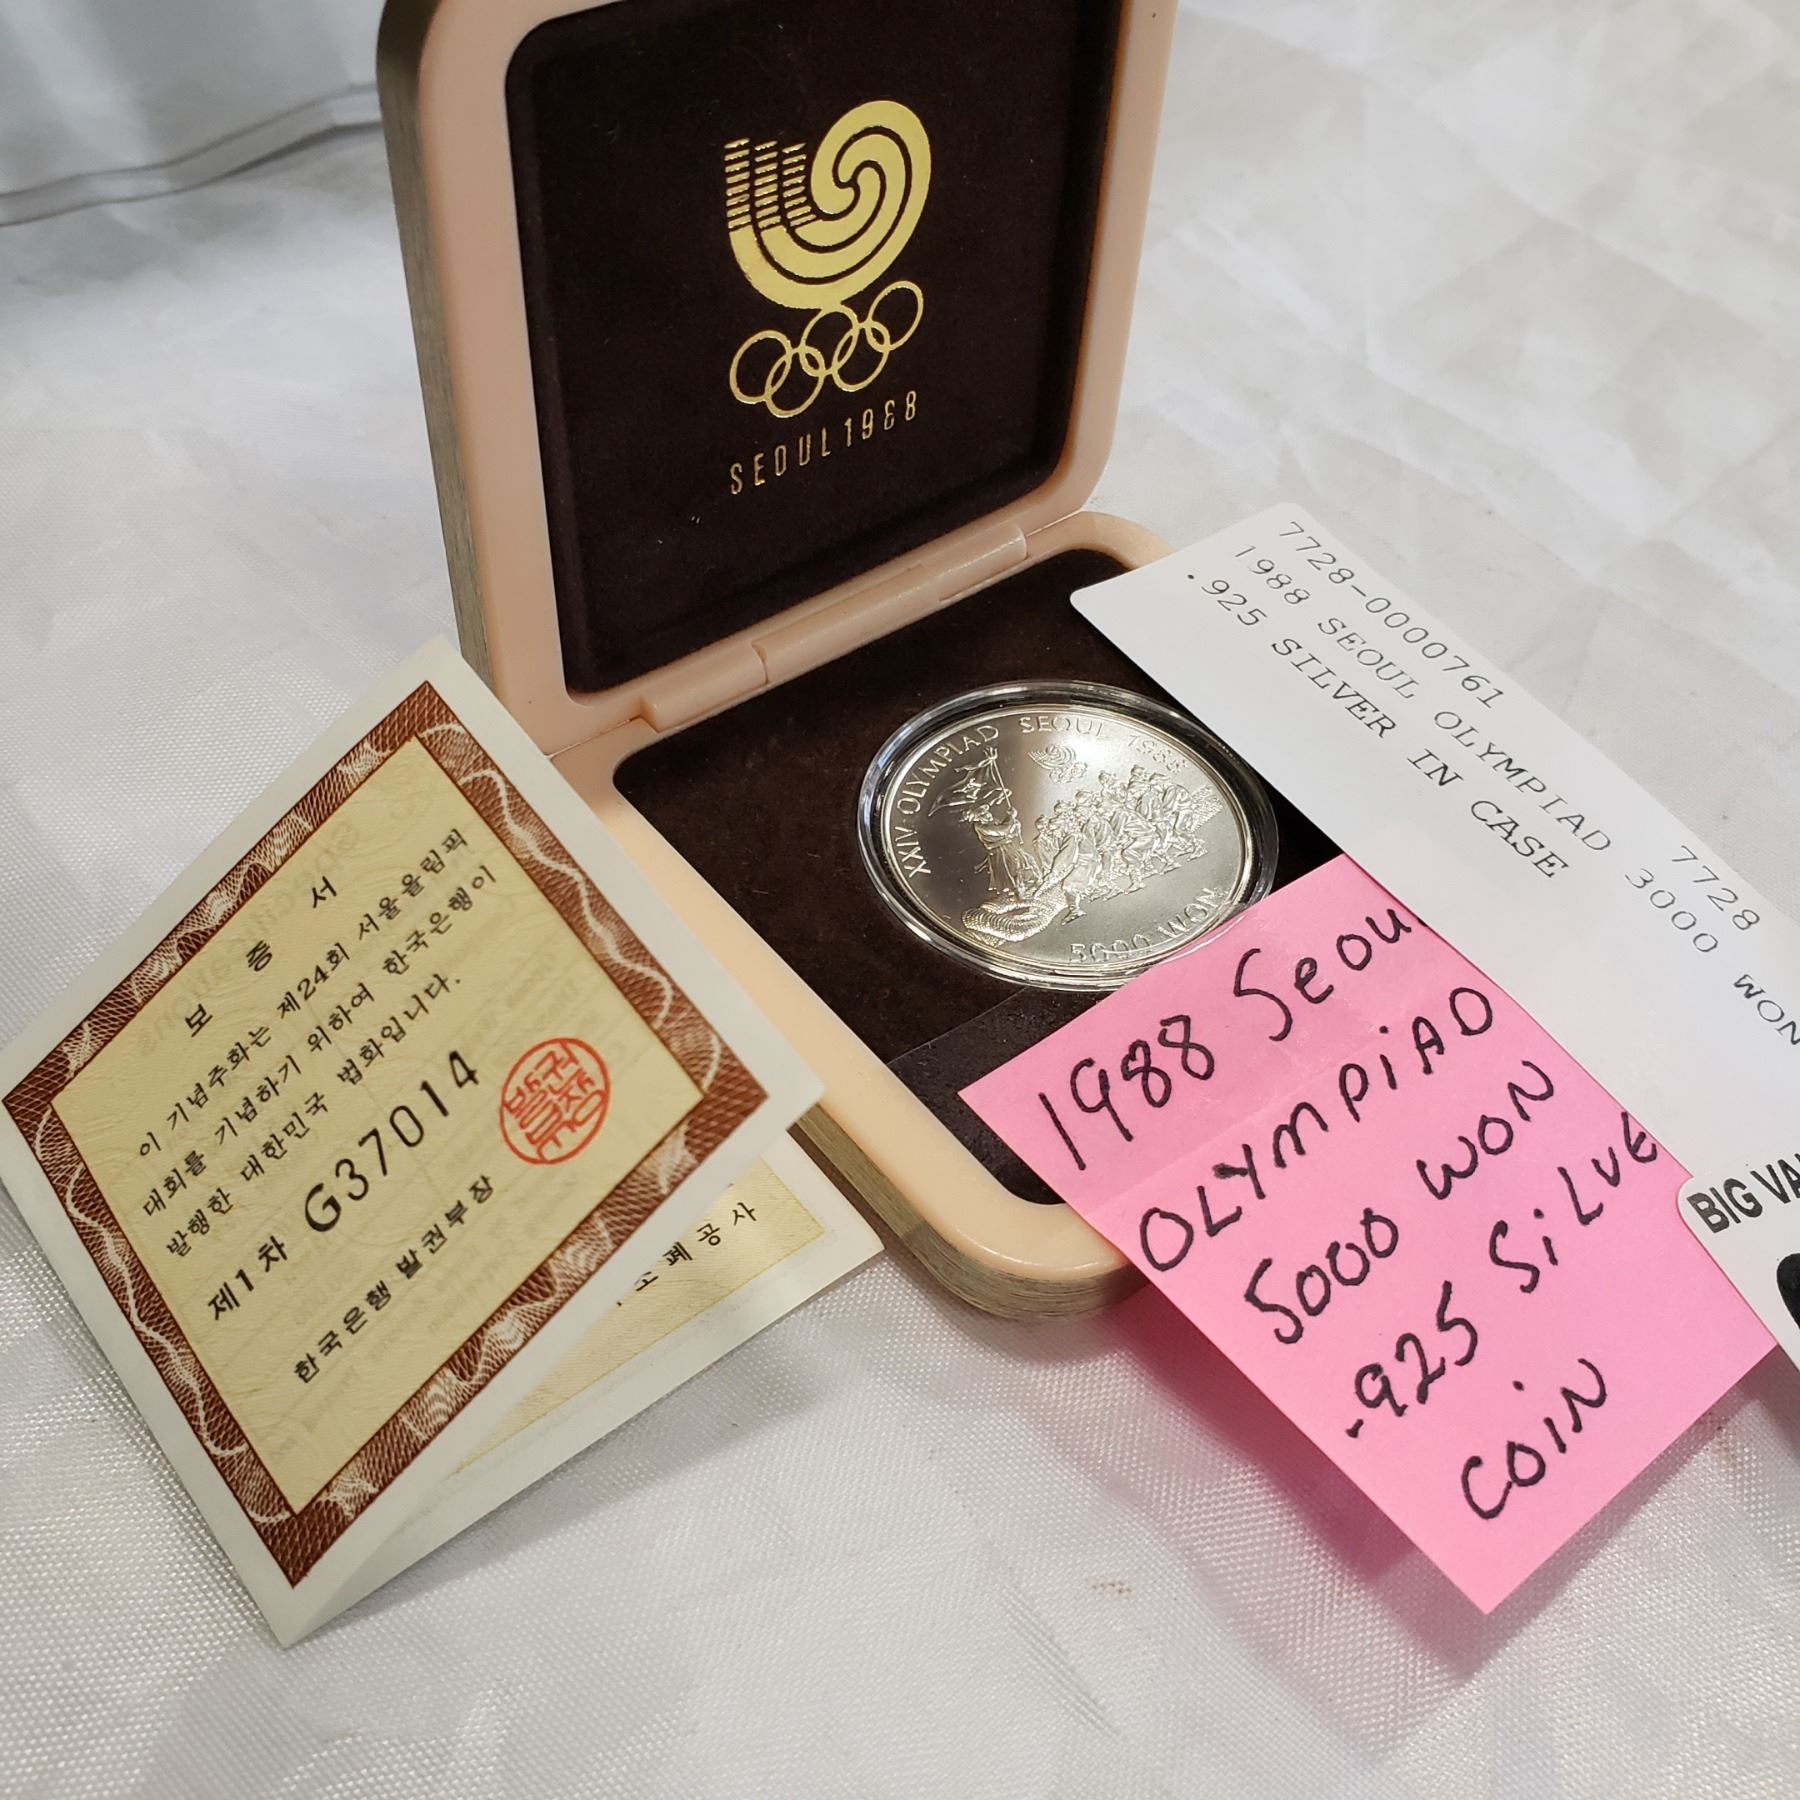 SEOUL 1988
7728-0000761
1988 SEOUL OLYMPIAD 3000 WON
.925 SILVER IN CASE
7728
XXIV OLYMPIAD SEOUL 1988
5000 WON
1988 Seou
OLYMPiAD
5000 WON
.925 SiLVE
COiN
BIG VA
보 증 서
이 기념주화는 제24회 서울올림픽
대회를 기념하기 위하여 한국은행이
발행한 대한민국 법화입니다.
제1차 G37014
한국은행 발권부장
폐공사